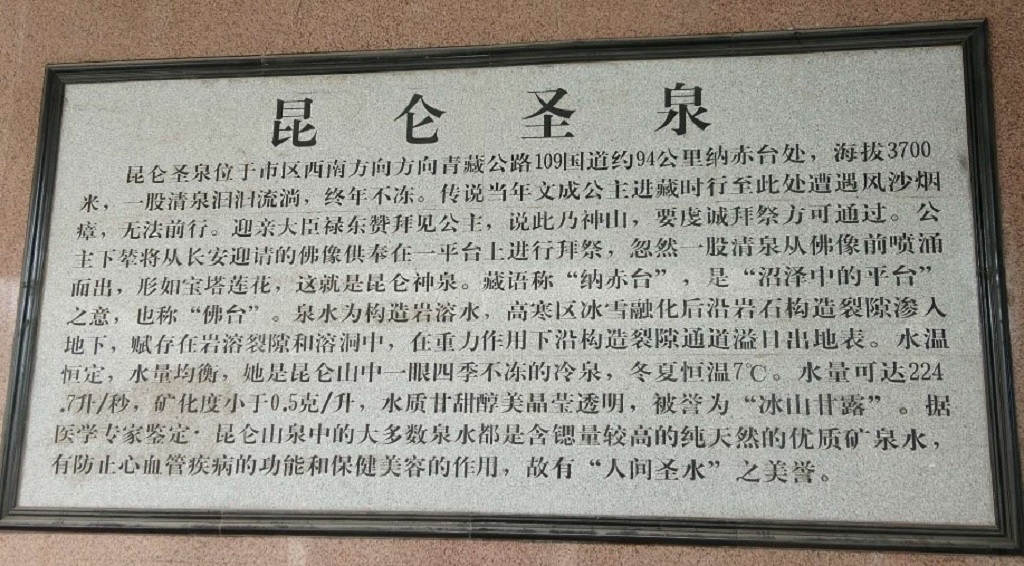 昆仑圣泉
昆仑圣泉位于市区西南方向方向青藏公路109国道约94公里纳赤台处，海拔3700
米，一股清泉汩汩流淌，终年不冻。传说当年文成公主进藏时行至此处遭遇风沙烟
瘴，无法前行。迎亲大臣禄东赞拜见公主，说此乃神山，要虔诚拜祭方可通过。公
主下辇将从长安迎请的佛像供奉在一平台上进行拜祭，忽然一股清泉从佛像前喷涌
而出，形如宝塔莲花，这就是昆仑神泉。藏语称“纳赤台”，是“沼泽中的平台”
之意，也称“佛台”。泉水为构造岩溶水，高寒区冰雪融化后沿岩石构造裂隙渗入
地下，赋存在岩溶裂隙和溶洞中，在重力作用下沿构造裂隙通道溢日出地表。水温
恒定，水量均衡，她是昆仑山中一眼四季不冻的冷泉，冬夏恒温7℃。水量可达224
.7升/秒，矿化度小于0.5克/升，水质甘甜醇美晶莹透明，被誉为“冰山甘露”。据
医学专家鉴定·昆仑山泉中的大多数泉水都是含锶量较高的纯天然的优质矿泉水，
有防止心血管疾病的功能和保健美容的作用，故有“人间圣水”之美誉。